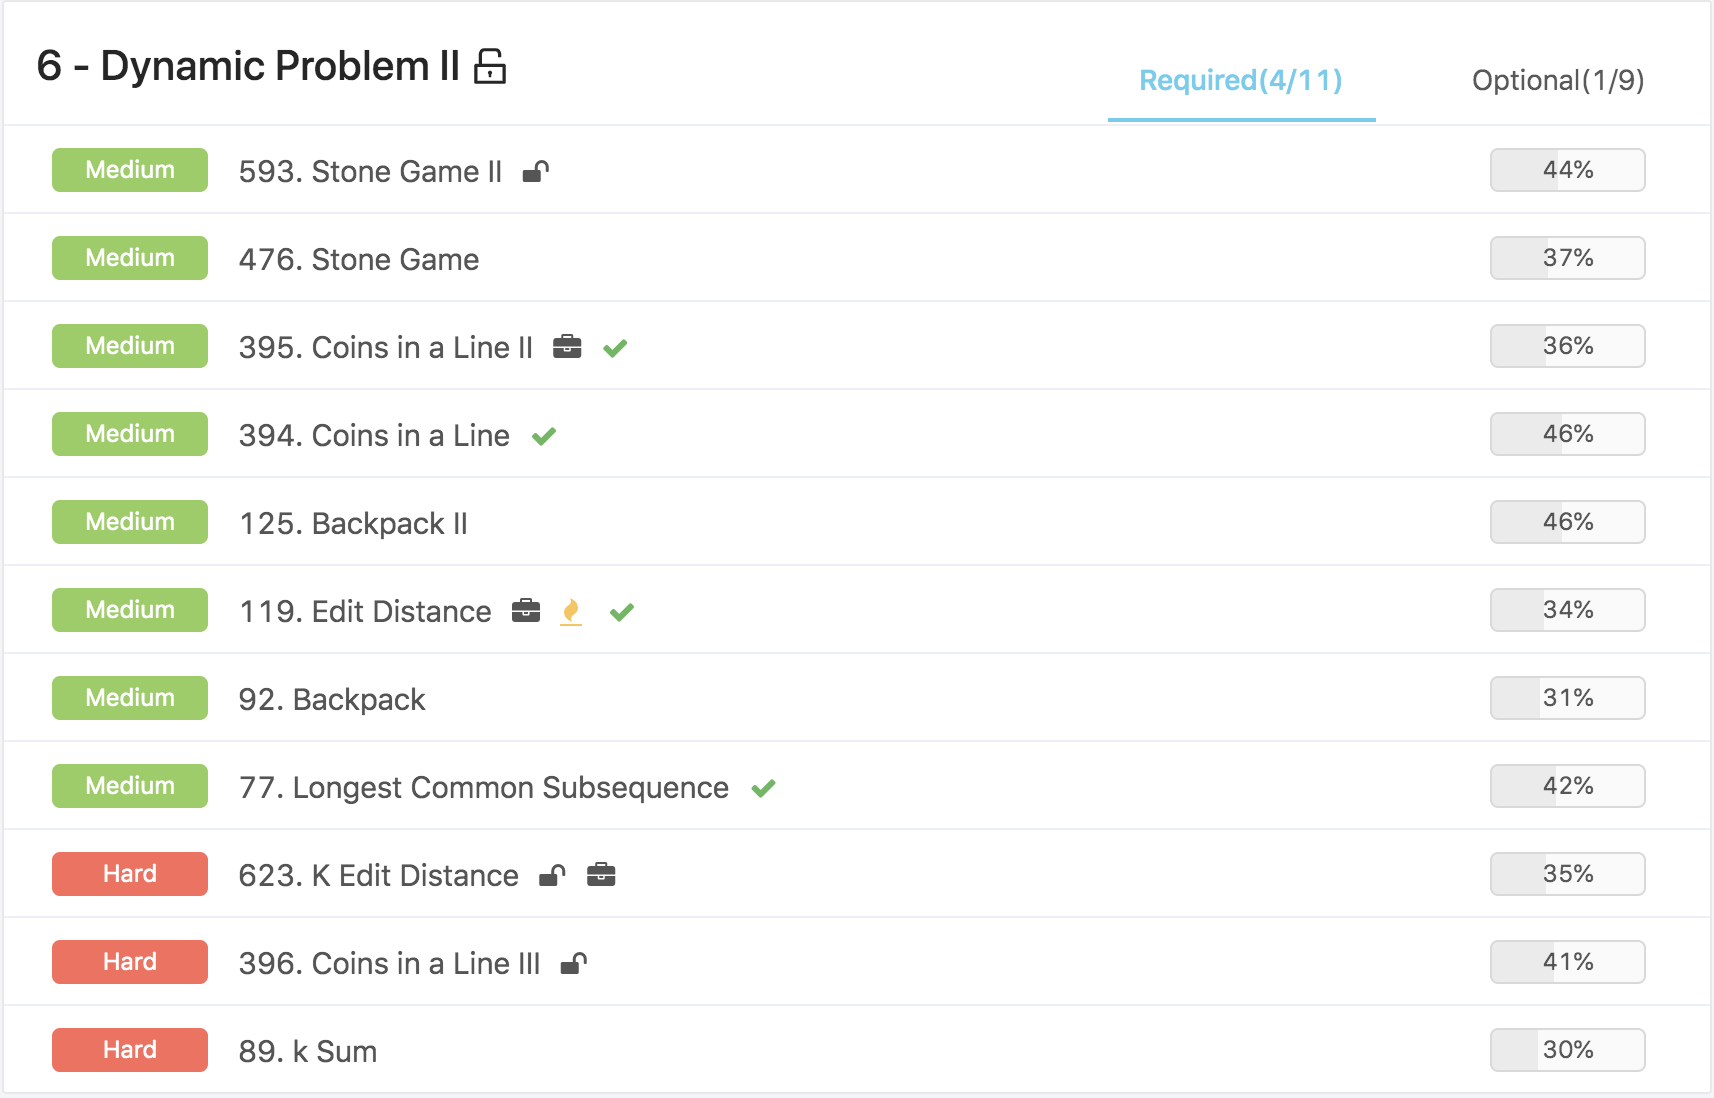 6 - Dynamic Problem II
Required(4/11) Optional(1/9)
Medium 593. Stone Game II 44%
Medium 476. Stone Game 37%
Medium 395. Coins in a Line II 36%
Medium 394. Coins in a Line 46%
Medium 125. Backpack II 46%
Medium 119. Edit Distance 34%
Medium 92. Backpack 31%
Medium 77. Longest Common Subsequence 42%
Hard 623. K Edit Distance 35%
Hard 396. Coins in a Line III 41%
Hard 89. k Sum 30%